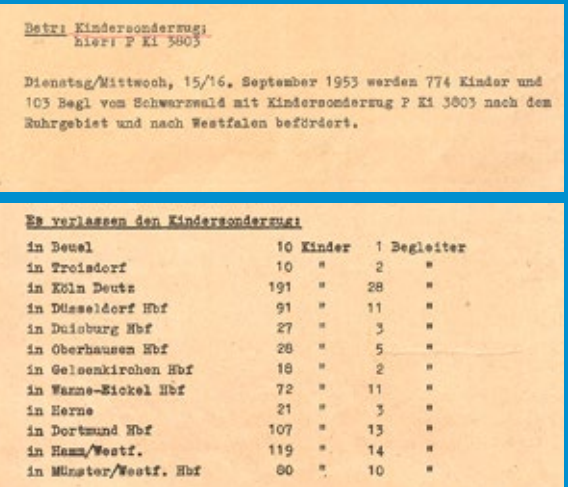 Betr: Kindersonderzug;
hier: P Ki 3803
Dienstag/Mittwoch, 15/16. September 1953 werden 774 Kinder und
103 Begl vom Schwarzwald mit Kindersonderzug P Ki 3803 nach dem
Ruhrgebiet und nach Westfalen befördert.
Es verlassen den Kindersonderzug:
in Beuel 10 Kinder 1 Begleiter
in Troisdorf 10 " 2 "
in Köln Deutz 191 " 28 "
in Düsseldorf Hbf 91 " 11 "
in Duisburg Hbf 27 " 3 "
in Oberhausen Hbf 28 " 5 "
in Gelsenkirchen Hbf 18 " 2 "
in Wanne-Eickel Hbf 72 " 11 "
in Herne 21 " 3 "
in Dortmund Hbf 107 " 13 "
in Hamm/Westf. 119 " 14 "
in Münster/Westf. Hbf 80 " 10 "